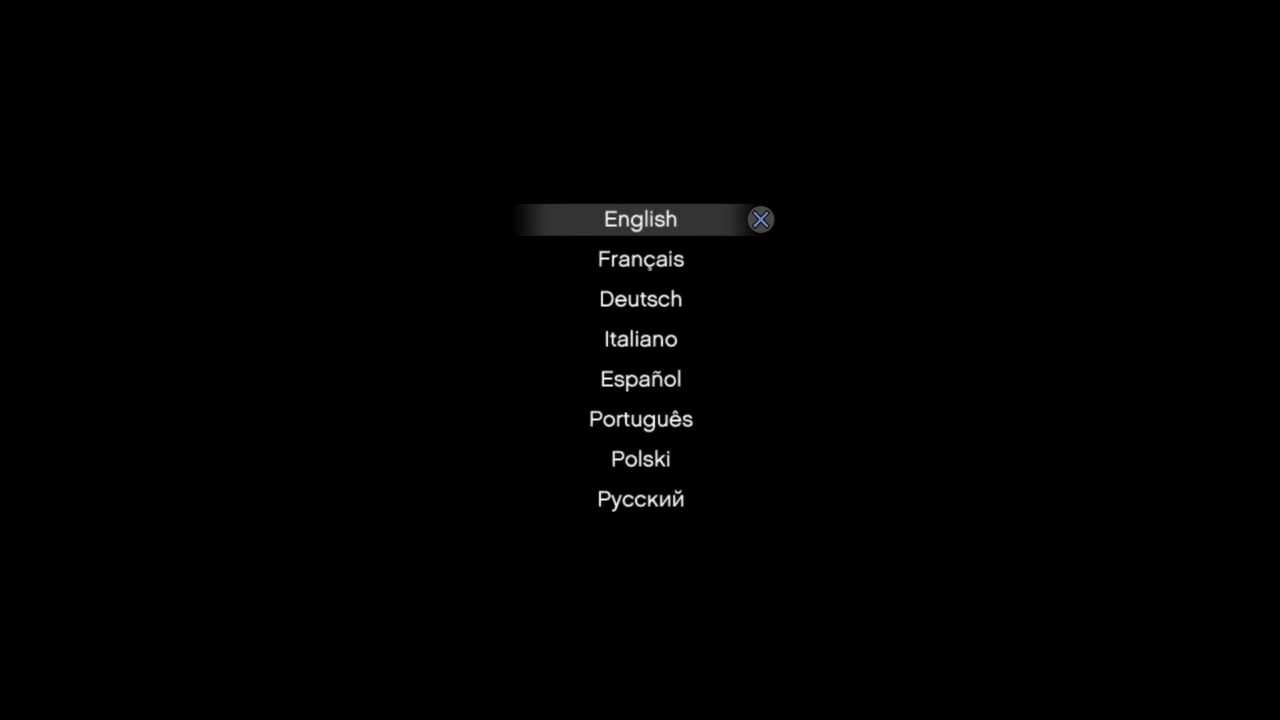 English
Français
Deutsch
Italiano
Español
Português
Polski
Русский